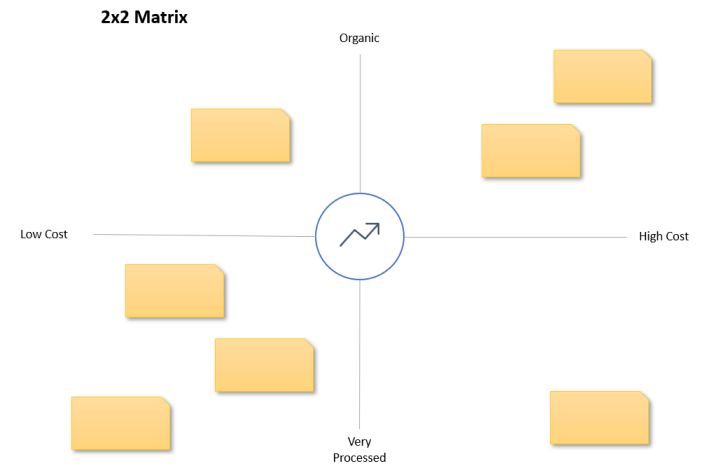 2x2 Matrix
Organic
Low Cost
High Cost
Very
Processed